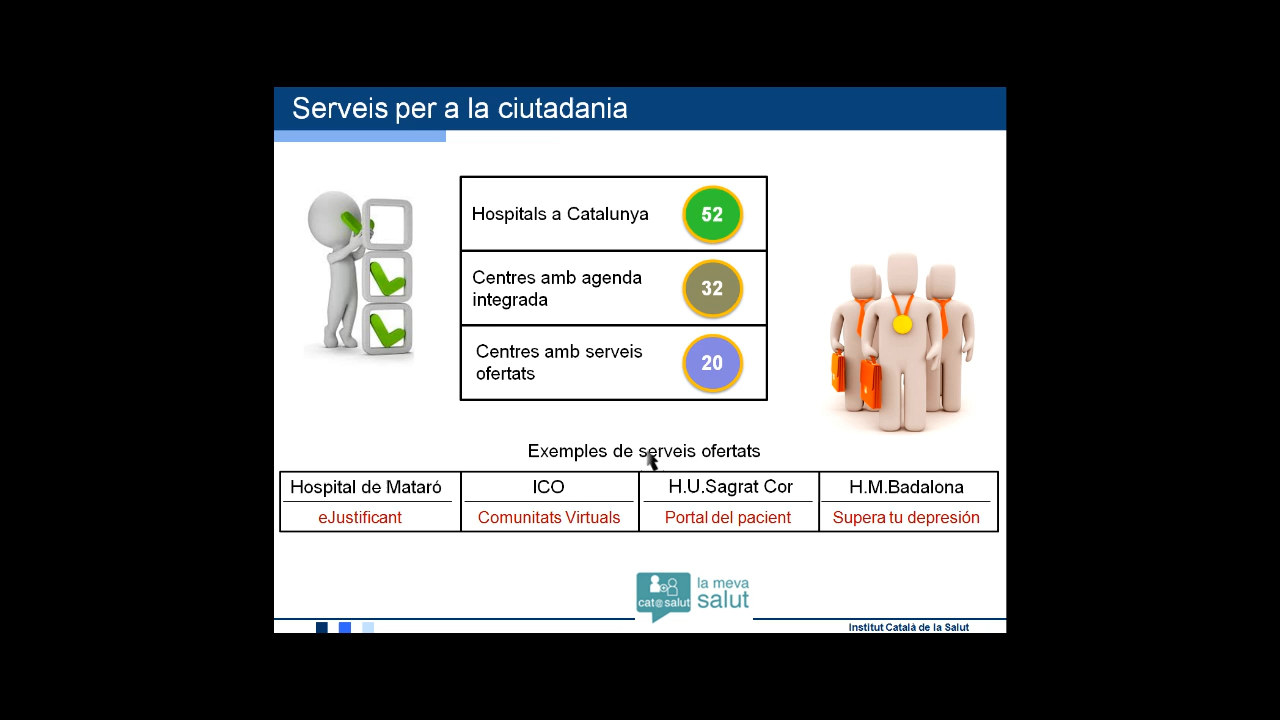 Serveis per a la ciutadania
Hospitals a Catalunya
52
Centres amb agenda
integrada
32
Centres amb serveis
ofertats
20
Exemples de serveis ofertats
Hospital de Mataró
eJustificant
ICO
Comunitats Virtuals
H.U.Sagrat Cor
Portal del pacient
H.M.Badalona
Supera tu depresión
cat@salut
la meva
salut
Institut Català de la Salut